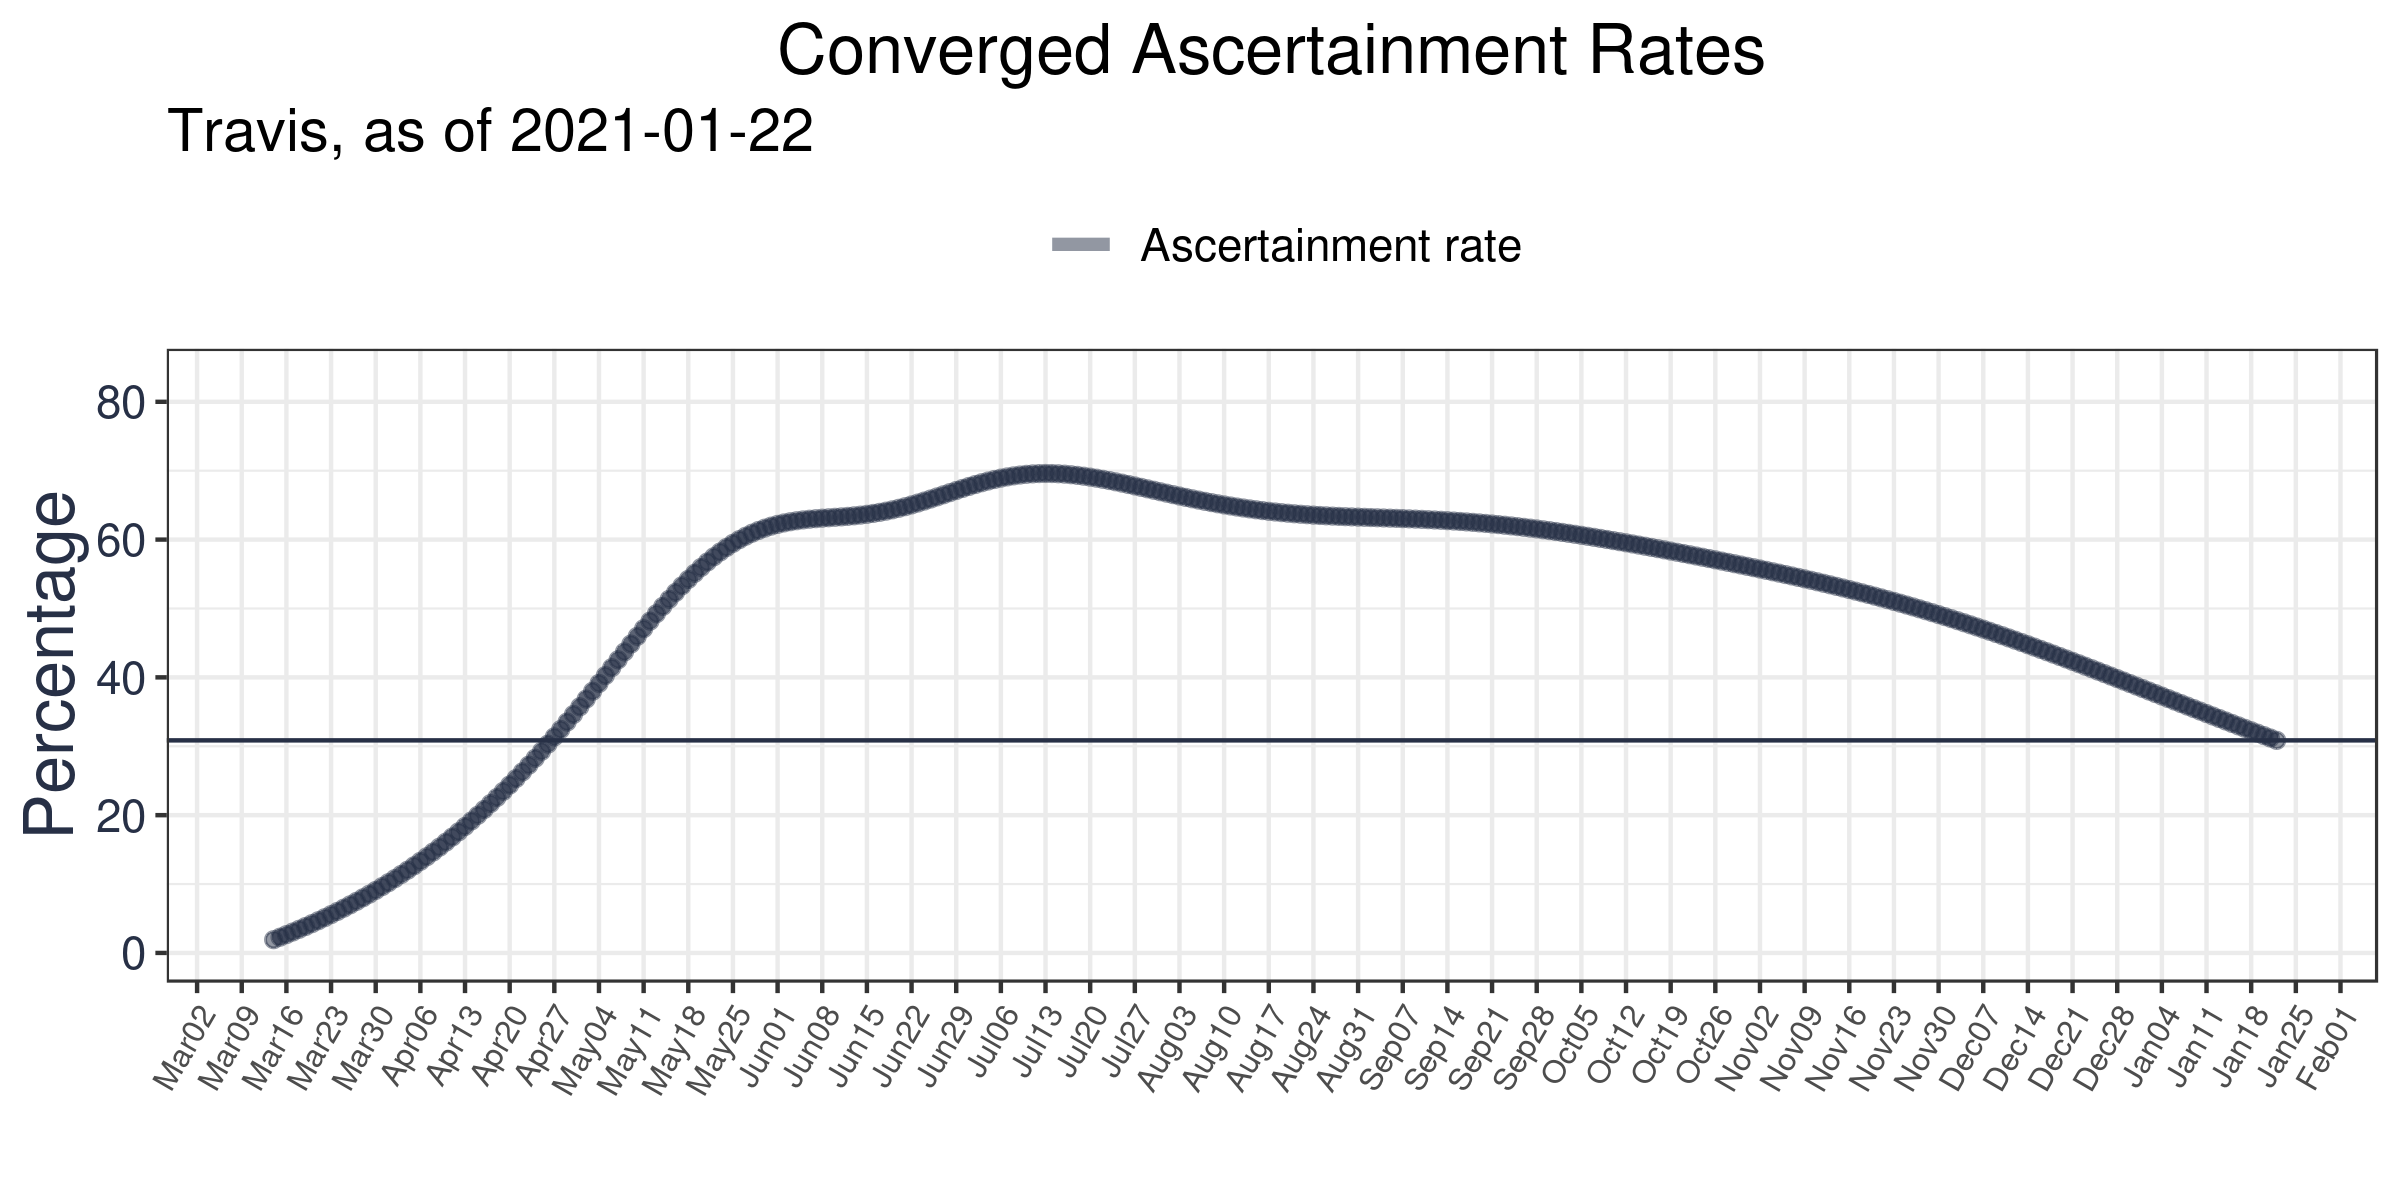 Converged Ascertainment Rates
Travis, as of 2021-01-22
Ascertainment rate
Percentage
80
60
40
20
0
Mar02 Mar09 Mar16 Mar23 Mar30 Apr06 Apr13 Apr20 Apr27 May04 May11 May18 May25 Jun01 Jun08 Jun15 Jun22 Jun29 Jul06 Jul13 Jul20 Jul27 Aug03 Aug10 Aug17 Aug24 Aug31 Sep07 Sep14 Sep21 Sep28 Oct05 Oct12 Oct19 Oct26 Nov02 Nov09 Nov16 Nov23 Nov30 Dec07 Dec14 Dec21 Dec28 Jan04 Jan11 Jan18 Jan25 Feb01